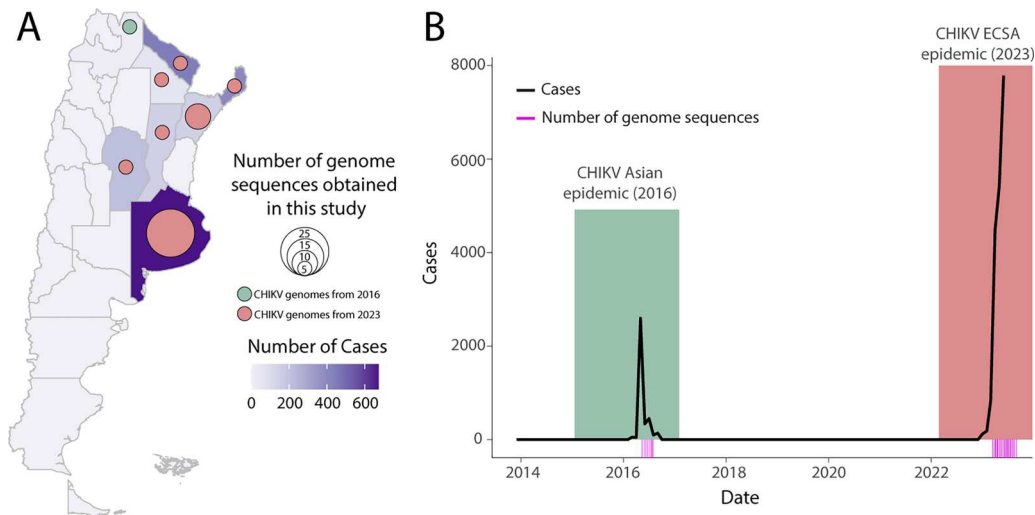 A
Number of genome
sequences obtained
in this study
25
15
10
5
CHIKV genomes from 2016
CHIKV genomes from 2023
Number of Cases
0 200 400 600
B
CHIKV ECSA
epidemic (2023)
8000
Cases
Number of genome sequences
6000
CHIKV Asian
epidemic (2016)
Cases
4000
2000
0
2014 2016 2018 2020 2022
Date